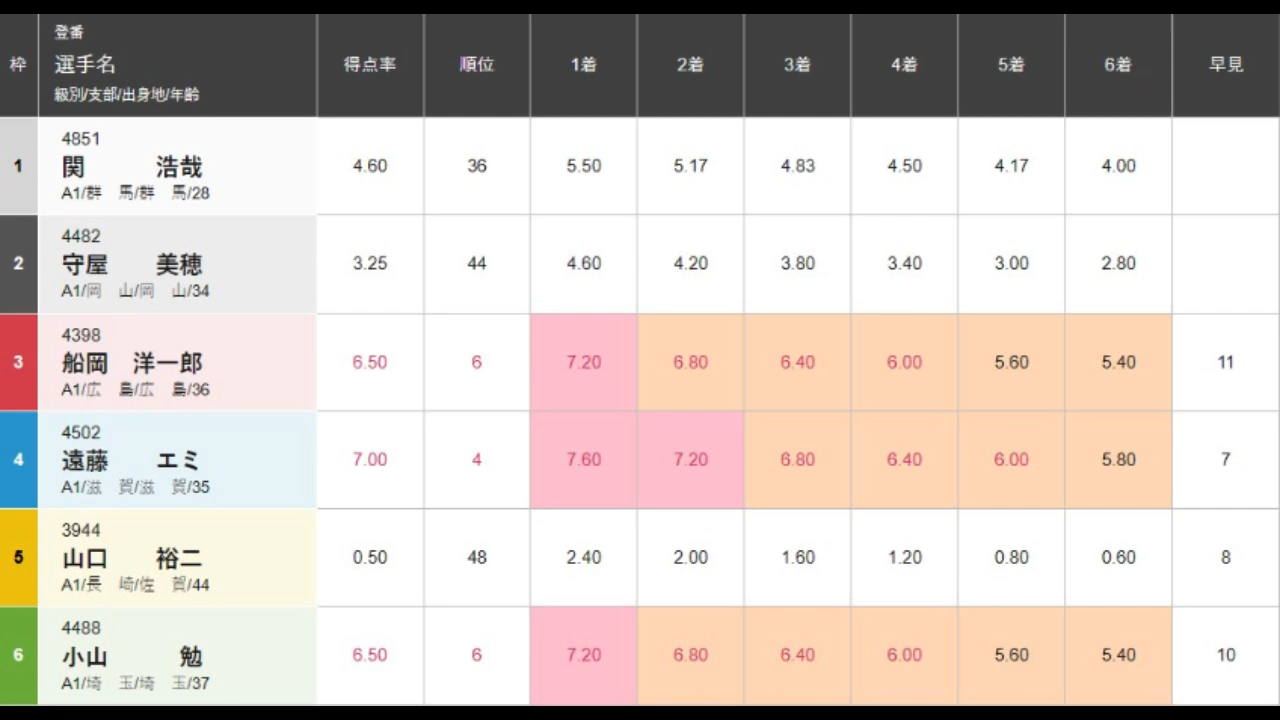 枠
登番
選手名
級別/支部/出身地/年齢
得点率 順位 1着 2着 3着 4着 5着 6着 早見
4851
1 関 浩哉 4.60 36 5.50 5.17 4.83 4.50 4.17 4.00
A1/群 馬/群 馬/28
4482
2 守屋 美穂 3.25 44 4.60 4.20 3.80 3.40 3.00 2.80
A1/岡 山/岡 山/34
4398
3 船岡 洋一郎 6.50 6 7.20 6.80 6.40 6.00 5.60 5.40 11
A1/広 島/広 島/36
4502
4 遠藤 エミ 7.00 4 7.60 7.20 6.80 6.40 6.00 5.80 7
A1/滋 賀/滋 賀/35
3944
5 山口 裕二 0.50 48 2.40 2.00 1.60 1.20 0.80 0.60 8
A1/長 崎/佐 賀/44
4488
6 小山 勉 6.50 6 7.20 6.80 6.40 6.00 5.60 5.40 10
A1/埼 玉/埼 玉/37